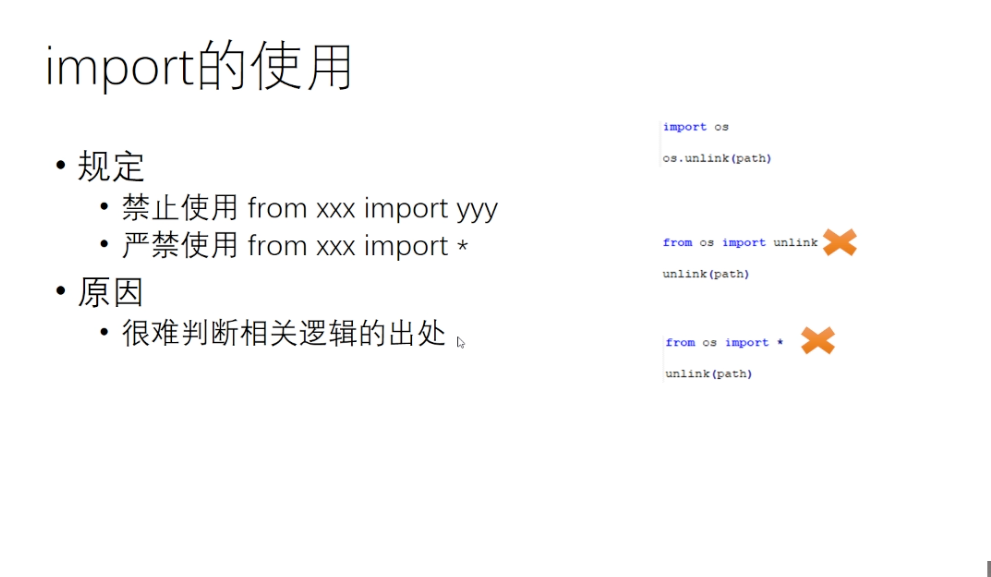 import的使用
• 规定
• 禁止使用 from xxx import yyy
• 严禁使用 from xxx import *
• 原因
• 很难判断相关逻辑的出处
import os
os.unlink(path)
from os import unlink
unlink(path)
from os import *
unlink(path)